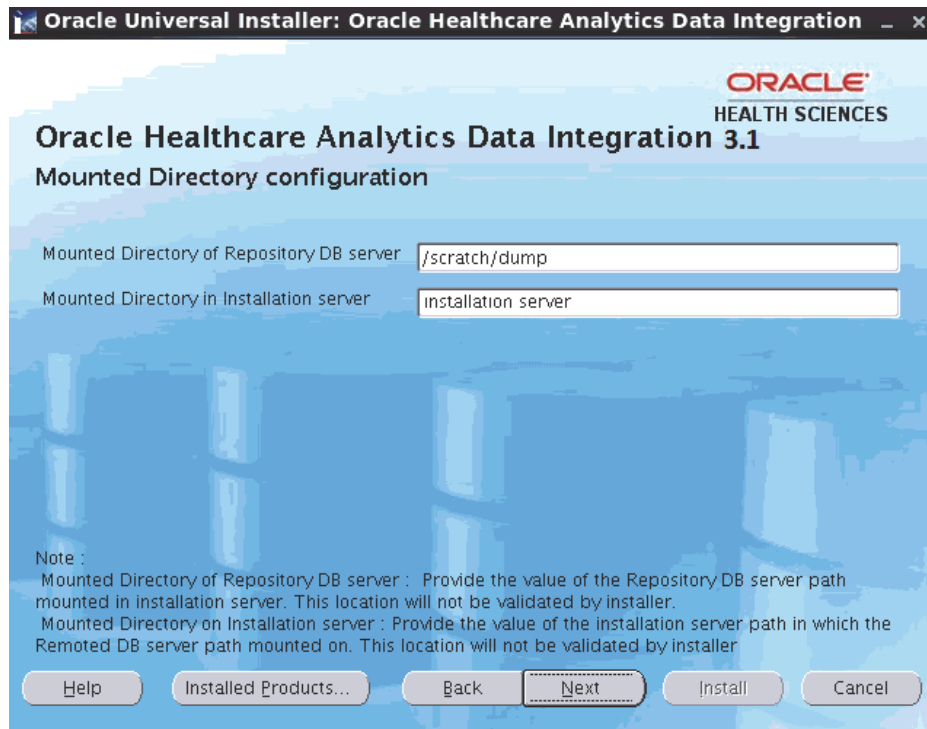 Oracle Universal Installer: Oracle Healthcare Analytics Data Integration
ORACLE
HEALTH SCIENCES
Oracle Healthcare Analytics Data Integration 3.1
Mounted Directory configuration
Mounted Directory of Repository DB server /scratch/dump
Mounted Directory in Installation server installation server
Note :
Mounted Directory of Repository DB server : Provide the value of the Repository DB server path
mounted in installation server. This location will not be validated by installer.
Mounted Directory on Installation server : Provide the value of the installation server path in which the
Remoted DB server path mounted on. This location will not be validated by installer
Help Installed Products... Back Next Install Cancel